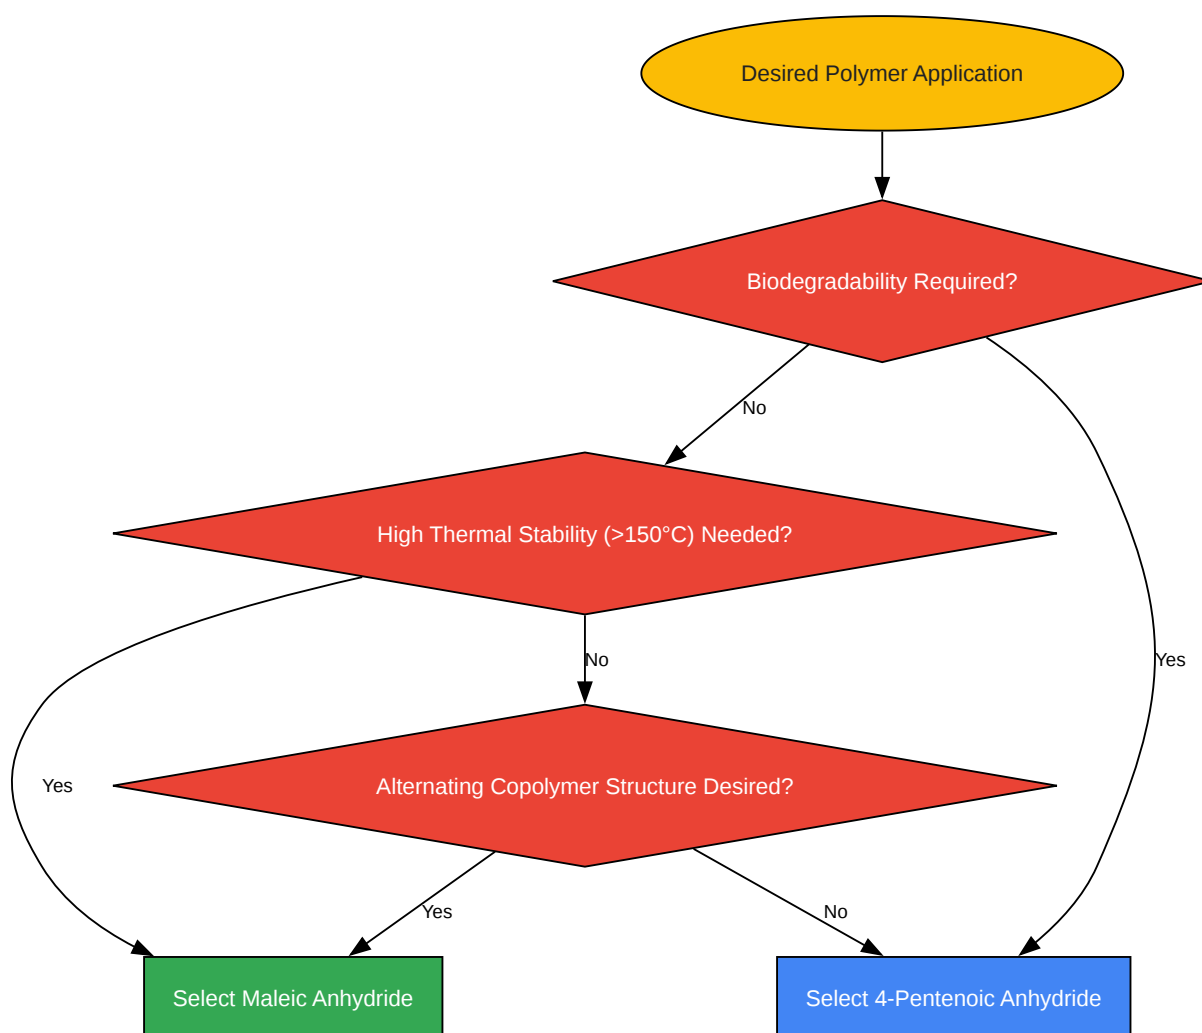 Desired Polymer Application
Biodegradability Required?
No
High Thermal Stability (>150°C) Needed?
No
Yes
Yes
Alternating Copolymer Structure Desired?
Yes
No
Select Maleic Anhydride
Select 4-Pentenoic Anhydride